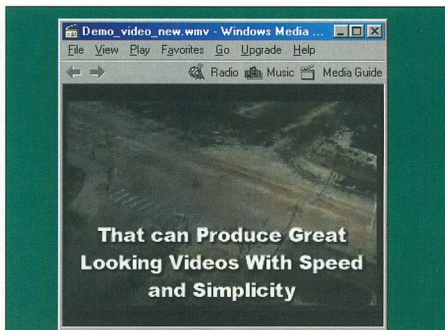 Demo_video_new.wmv - Windows Media ...
File View Play Favorites Go Upgrade Help
Radio Music Media Guide
That can Produce Great
Looking Videos With Speed
and Simplicity